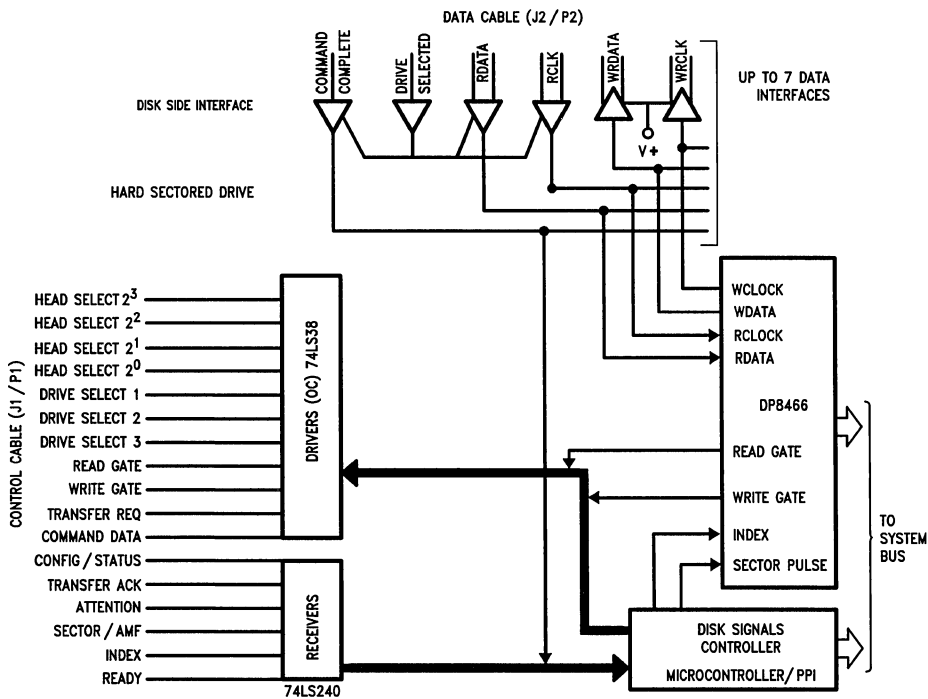 DATA CABLE (J2 / P2)
COMMAND
COMPLETE
DRIVE
SELECTED
RDATA
RCLK
WRDATA
WRCLK
UP TO 7 DATA
INTERFACES
DISK SIDE INTERFACE
V+
HARD SECTORED DRIVE
CONTROL CABLE (J1 / P1)
HEAD SELECT 2³
HEAD SELECT 2²
HEAD SELECT 2¹
HEAD SELECT 2⁰
DRIVE SELECT 1
DRIVE SELECT 2
DRIVE SELECT 3
READ GATE
WRITE GATE
TRANSFER REQ
COMMAND DATA
CONFIG / STATUS
TRANSFER ACK
ATTENTION
SECTOR / AMF
INDEX
READY
DRIVERS (OC) 74LS38
RECEIVERS
74LS240
WCLOCK
WDATA
RCLOCK
RDATA
DP8466
READ GATE
WRITE GATE
INDEX
SECTOR PULSE
TO
SYSTEM
BUS
DISK SIGNALS
CONTROLLER
MICROCONTROLLER/PPI